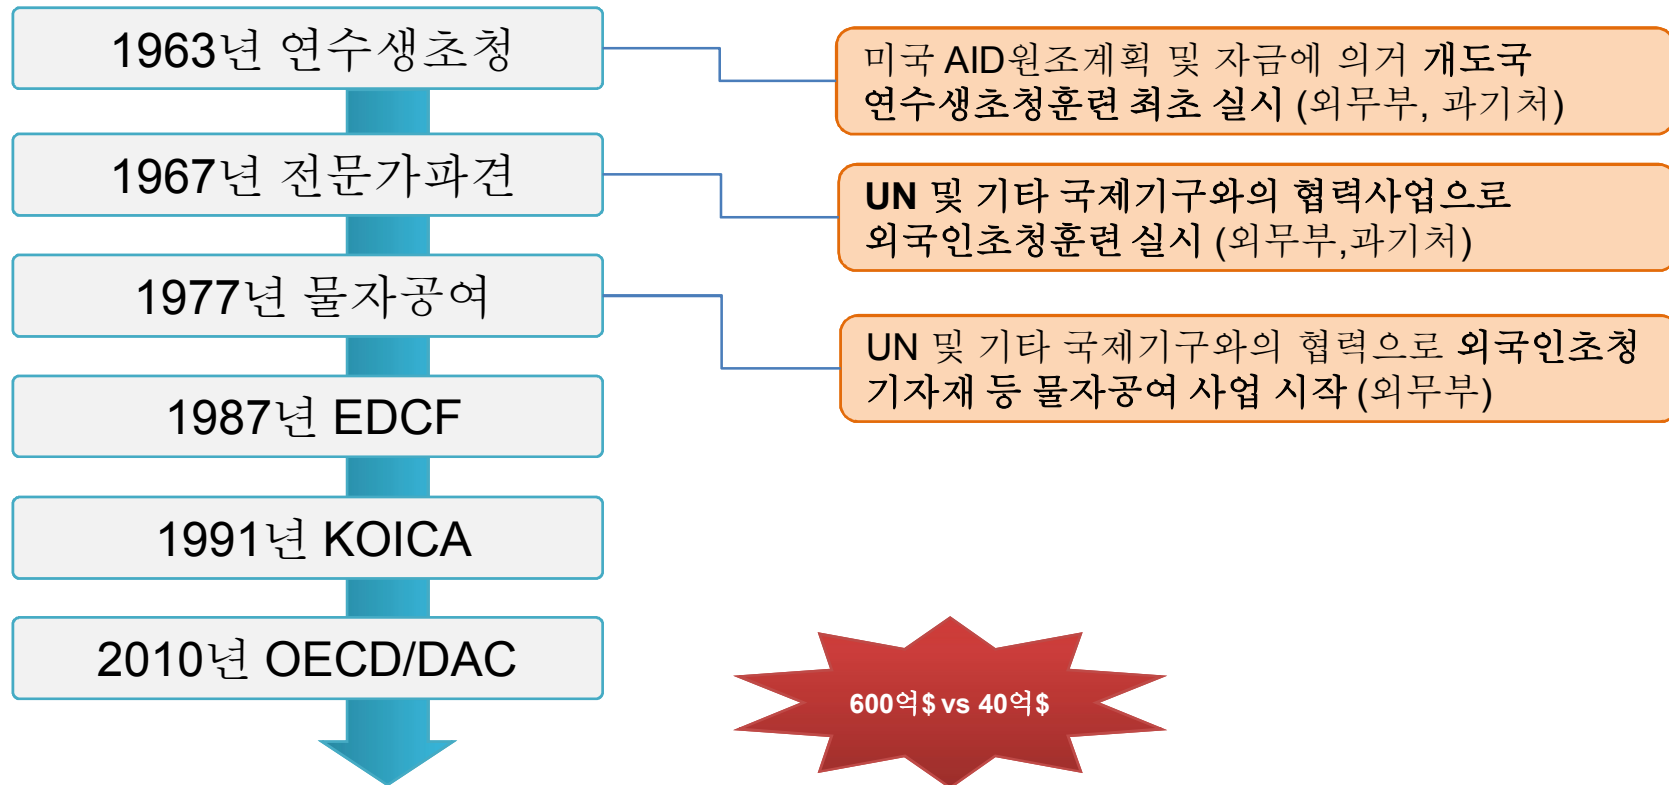 1963년 연수생초청
미국 AID원조계획 및 자금에 의거 개도국
연수생초청훈련 최초 실시 (외무부, 과기처)
1967년 전문가파견
UN 및 기타 국제기구와의 협력사업으로
외국인초청훈련 실시 (외무부,과기처)
1977년 물자공여
UN 및 기타 국제기구와의 협력으로 외국인초청
기자재 등 물자공여 사업 시작 (외무부)
1987년 EDCF
1991년 KOICA
2010년 OECD/DAC
600억$ vs 40억$